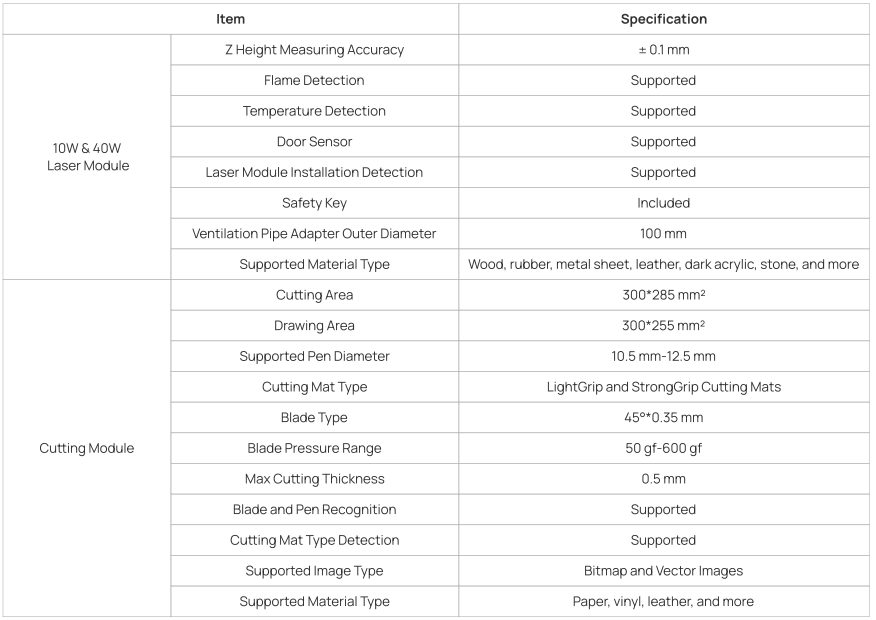 Item Specification
Z Height Measuring Accuracy ± 0.1 mm
Flame Detection Supported
Temperature Detection Supported
Door Sensor Supported
10W & 40W
Laser Module
Laser Module Installation Detection Supported
Safety Key Included
Ventilation Pipe Adapter Outer Diameter 100 mm
Supported Material Type Wood, rubber, metal sheet, leather, dark acrylic, stone, and more
Cutting Area 300*285 mm²
Drawing Area 300*255 mm²
Supported Pen Diameter 10.5 mm-12.5 mm
Cutting Mat Type LightGrip and StrongGrip Cutting Mats
Blade Type 45°*0.35 mm
Cutting Module Blade Pressure Range 50 gf-600 gf
Max Cutting Thickness 0.5 mm
Blade and Pen Recognition Supported
Cutting Mat Type Detection Supported
Supported Image Type Bitmap and Vector Images
Supported Material Type Paper, vinyl, leather, and more